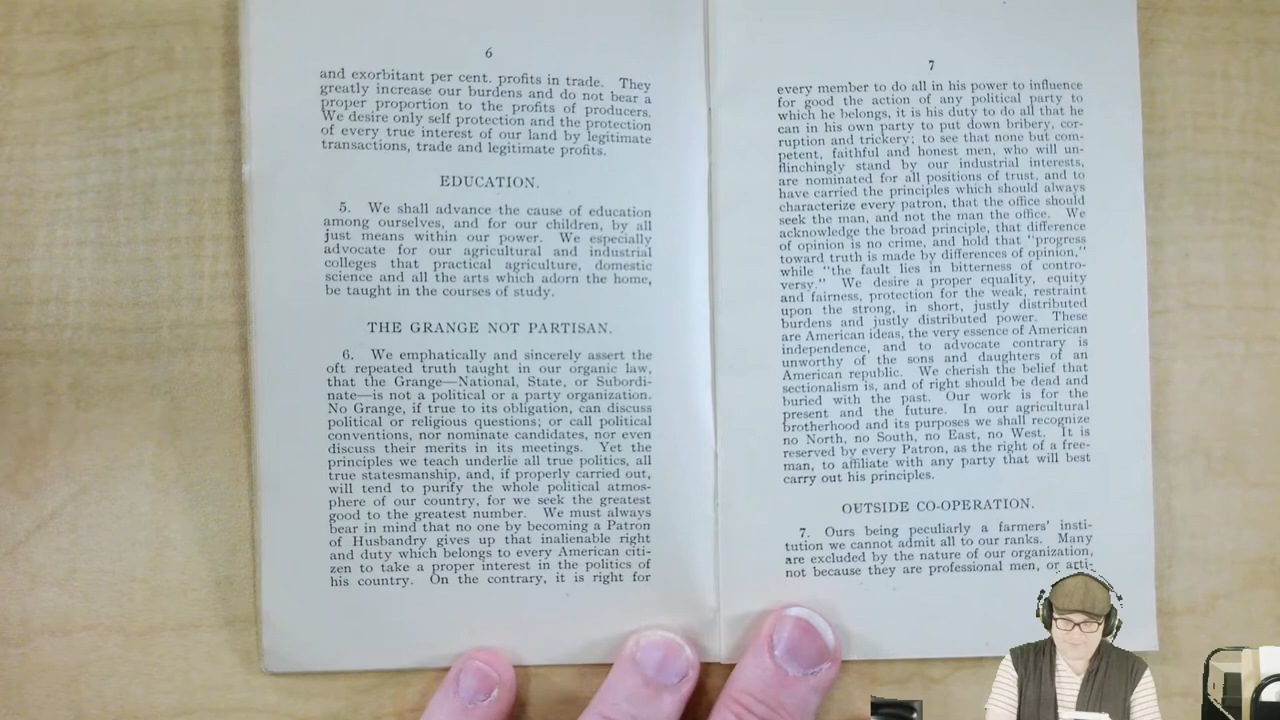 6
and exorbitant per cent. profits in trade. They
greatly increase our burdens and do not bear a
proper proportion to the profits of producers.
We desire only self protection and the protection
of every true interest of our land by legitimate
transactions, trade and legitimate profits.
EDUCATION.
5. We shall advance the cause of education
among ourselves, and for our children, by all
just means within our power. We especially
advocate for our agricultural and industrial
colleges that practical agriculture, domestic
science and all the arts which adorn the home,
be taught in the courses of study.
THE GRANGE NOT PARTISAN.
6. We emphatically and sincerely assert the
oft repeated truth taught in our organic law,
that the Grange—National, State, or Subordi-
nate—is not a political or a party organization.
No Grange, if true to its obligation, can discuss
political or religious questions; or call political
conventions, nor nominate candidates, nor even
discuss their merits in its meetings. Yet the
principles we teach underlie all true politics, all
true statesmanship, and, if properly carried out,
will tend to purify the whole political atmos-
phere of our country, for we seek the greatest
good to the greatest number. We must always
bear in mind that no one by becoming a Patron
of Husbandry gives up that inalienable right
and duty which belongs to every American citi-
zen to take a proper interest in the politics of
his country. On the contrary, it is right for
7
every member to do all in his power to influence
for good the action of any political party to
which he belongs, it is his duty to do all that he
can in his own party to put down bribery, cor-
ruption and trickery; to see that none but com-
petent, faithful and honest men, who will un-
flinchingly stand by our industrial interests,
are nominated for all positions of trust, and to
have carried the principles which should always
characterize every patron, that the office should
seek the man, and not the man the office. We
acknowledge the broad principle, that difference
of opinion is no crime, and hold that "progress
toward truth is made by differences of opinion,"
while "the fault lies in bitterness of contro-
versy." We desire a proper equality, equity
and fairness, protection for the weak, restraint
upon the strong, in short, justly distributed
burdens and justly distributed power. These
are American ideas, the very essence of American
independence, and to advocate contrary is
unworthy of the sons and daughters of an
American republic. We cherish the belief that
sectionalism is, and of right should be dead and
buried with the past. Our work is for the
present and the future. In our agricultural
brotherhood and its purposes we shall recognize
no North, no South, no East, no West. It is
reserved by every Patron, as the right of a free-
man, to affiliate with any party that will best
carry out his principles.
OUTSIDE CO-OPERATION.
7. Ours being peculiarly a farmers' insti-
tution we cannot admit all to our ranks. Many
are excluded by the nature of our organization,
not because they are professional men, or arti-